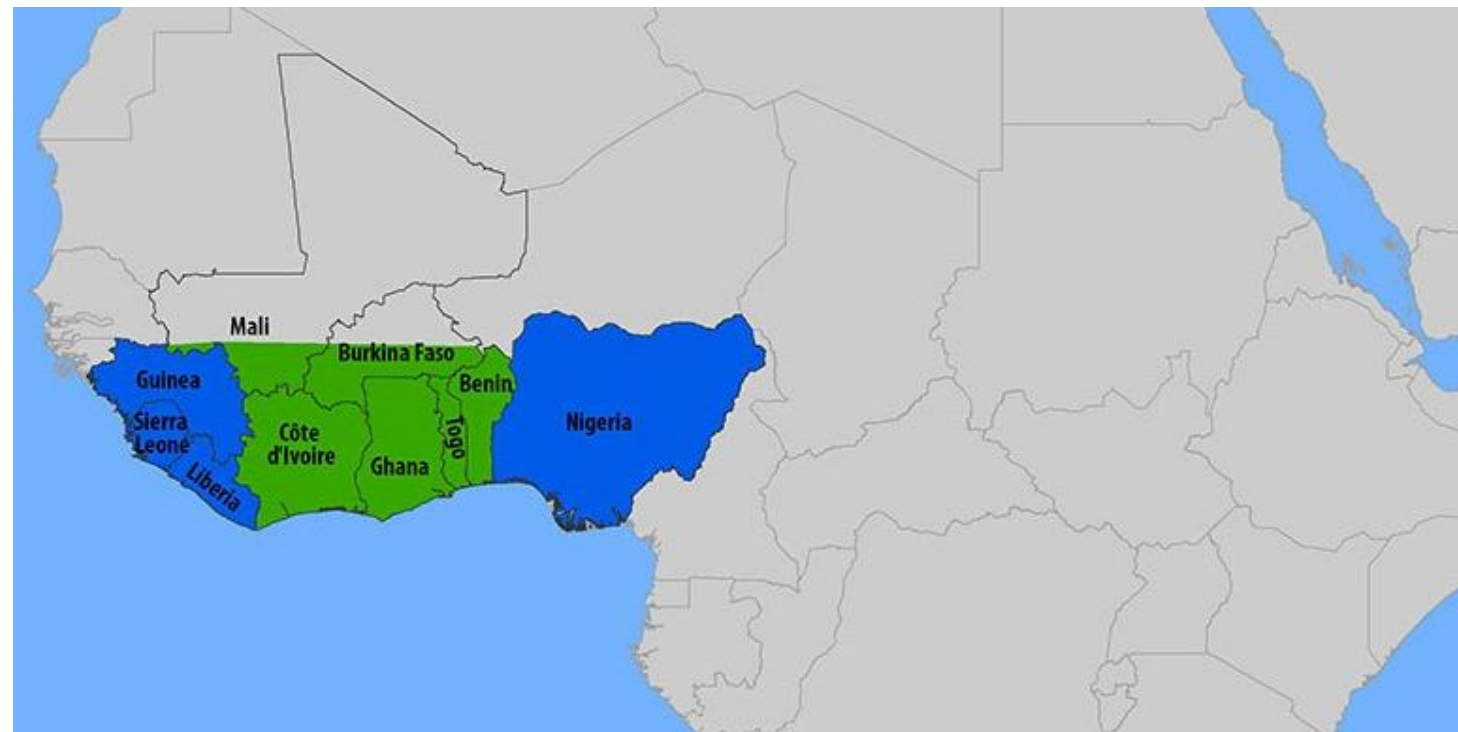 Mali
Burkina Faso
Guinea
Benin
Sierra
Leone
Côte
d'Ivoire
Togo
Ghana
Nigeria
Liberia